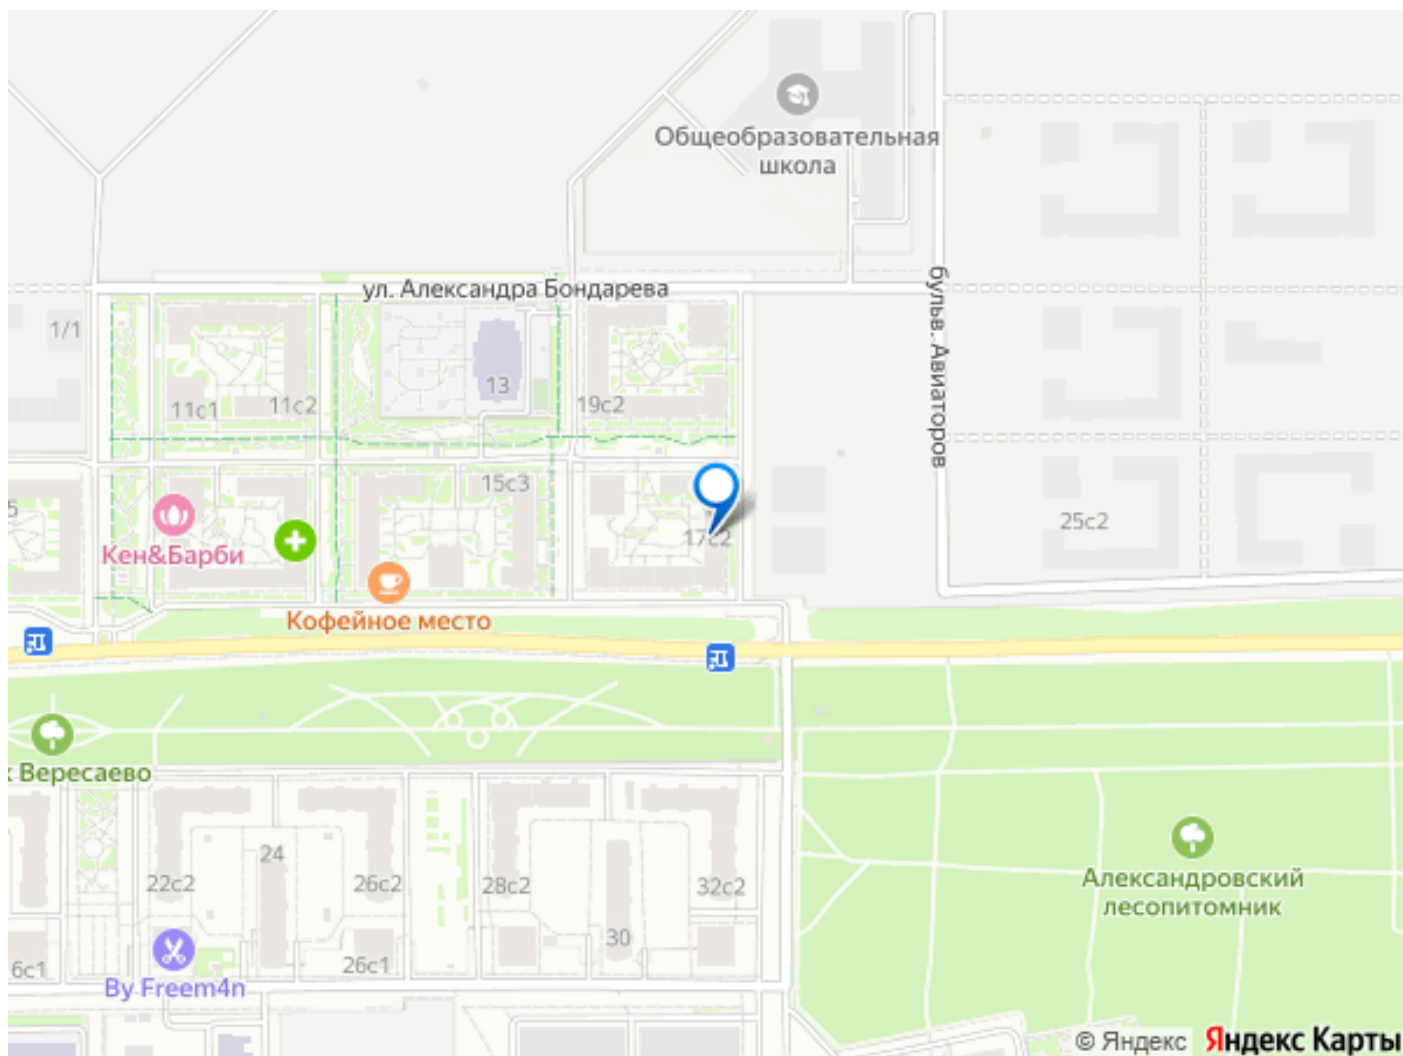 Общеобразовательная
школа
ул. Александра Бондарева
бульв. Авиаторов
1/1
13
11с1
11с2
19с2
15с3
5
17с2
25с2
Кен&Барби
Кофейное место
к Вересаево
24
22с2
26с2
28с2
32с2
Александровский
лесопитомник
30
6с1
26с1
By Freem4n
© Яндекс
Яндекс Карты